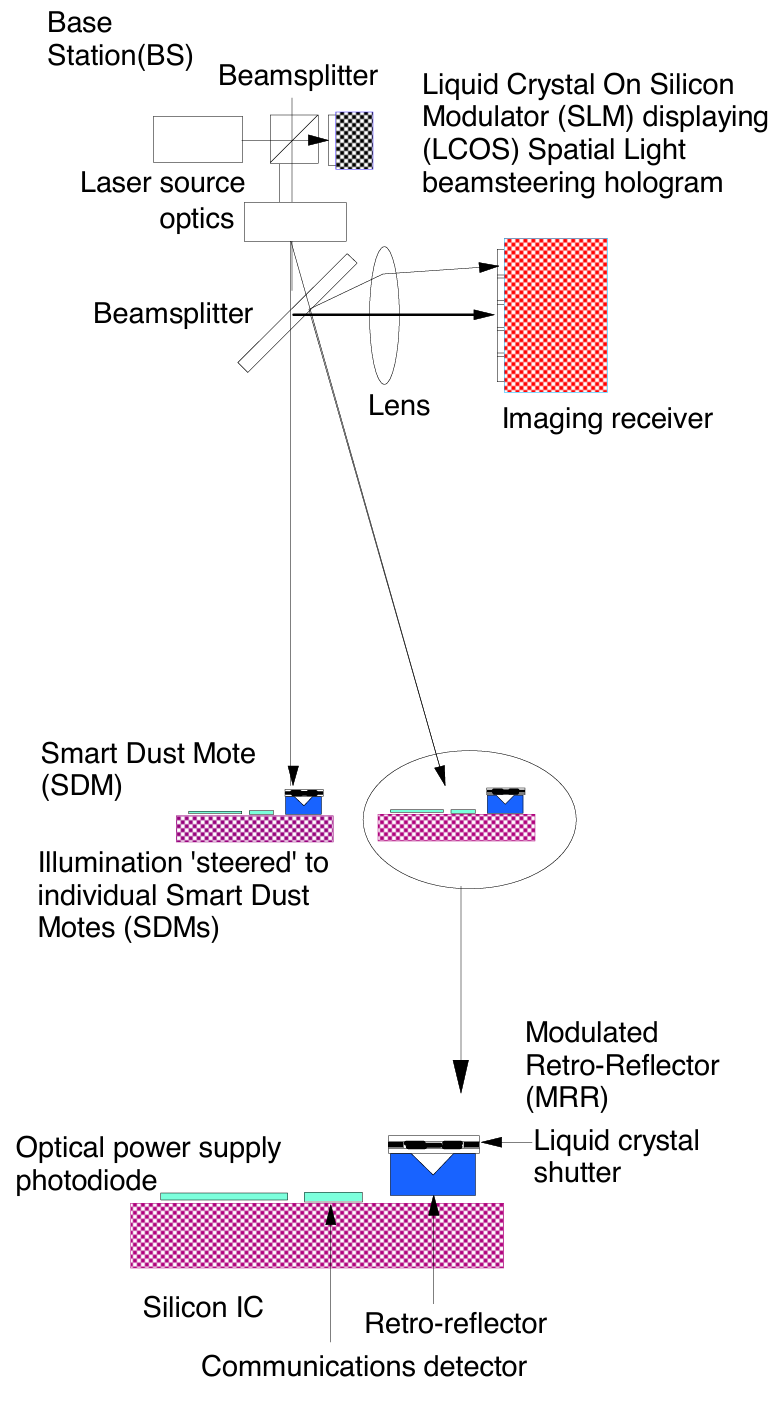 Base
Station(BS)
Beamsplitter
Liquid Crystal On Silicon
Modulator (SLM) displaying
(LCOS) Spatial Light
beamsteering hologram
Laser source
optics
Beamsplitter
Lens
Imaging receiver
Smart Dust Mote
(SDM)
Illumination 'steered' to
individual Smart Dust
Motes (SDMs)
Modulated
Retro-Reflector
(MRR)
Liquid crystal
shutter
Optical power supply
photodiode
Silicon IC
Retro-reflector
Communications detector